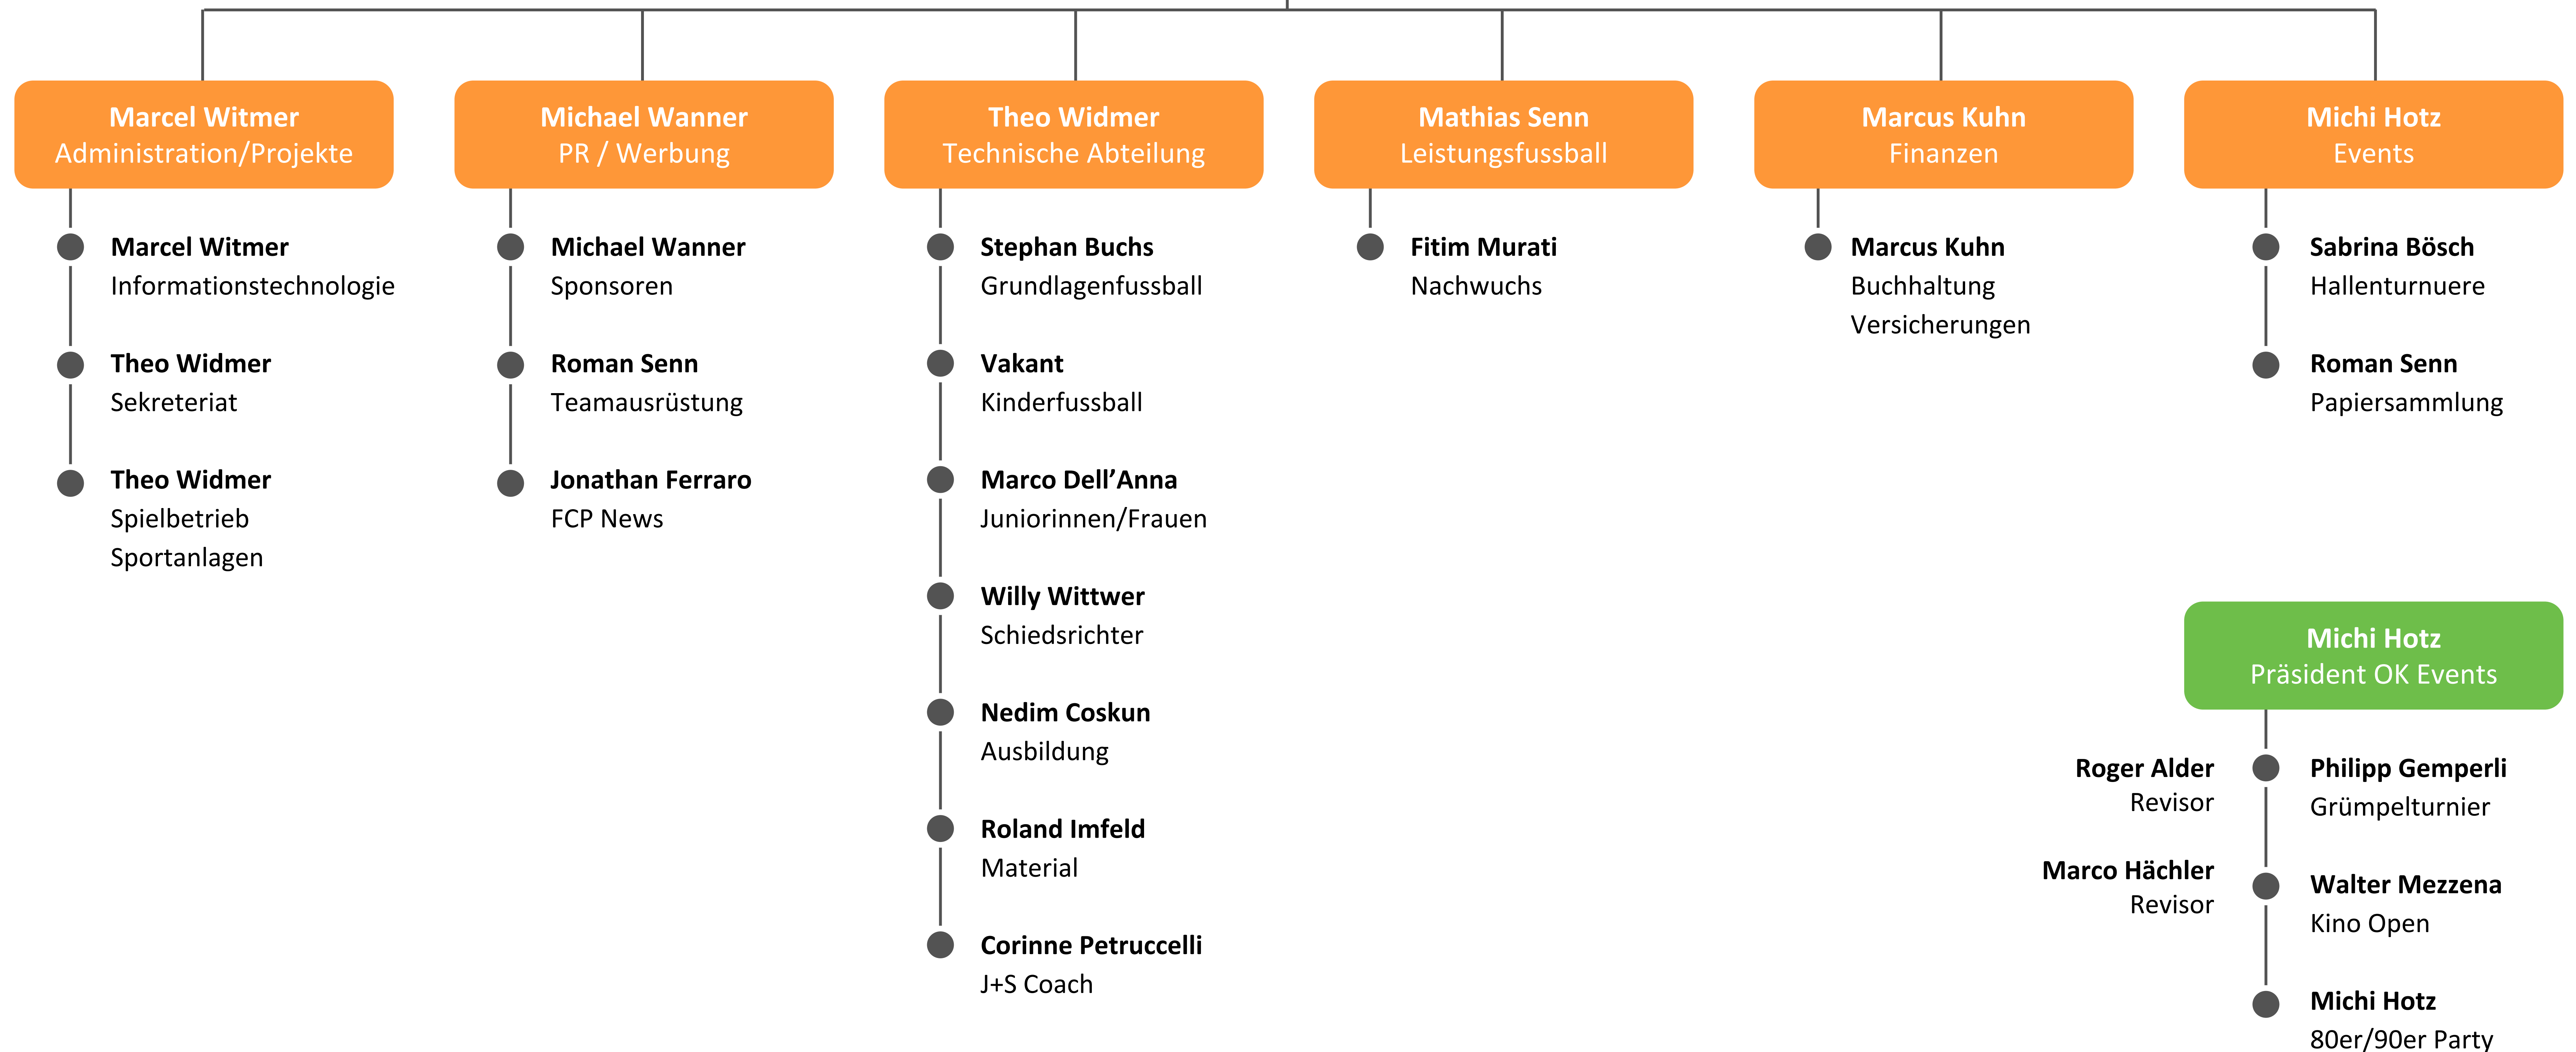 Marcel Witmer
Administration/Projekte
Marcel Witmer
Informationstechnologie
Theo Widmer
Sekreteriat
Theo Widmer
Spielbetrieb
Sportanlagen
Michael Wanner
PR / Werbung
Michael Wanner
Sponsoren
Roman Senn
Teamausrüstung
Jonathan Ferraro
FCP News
Theo Widmer
Technische Abteilung
Stephan Buchs
Grundlagenfussball
Vakant
Kinderfussball
Marco Dell’Anna
Juniorinnen/Frauen
Willy Wittwer
Schiedsrichter
Nedim Coskun
Ausbildung
Roland Imfeld
Material
Corinne Petruccelli
J+S Coach
Mathias Senn
Leistungsfussball
Fitim Murati
Nachwuchs
Marcus Kuhn
Finanzen
Marcus Kuhn
Buchhaltung
Versicherungen
Michi Hotz
Events
Sabrina Bösch
Hallenturnuere
Roman Senn
Papiersammlung
Michi Hotz
Präsident OK Events
Roger Alder
Revisor
Marco Hächler
Revisor
Philipp Gemperli
Grümpelturnier
Walter Mezzena
Kino Open
Michi Hotz
80er/90er Party